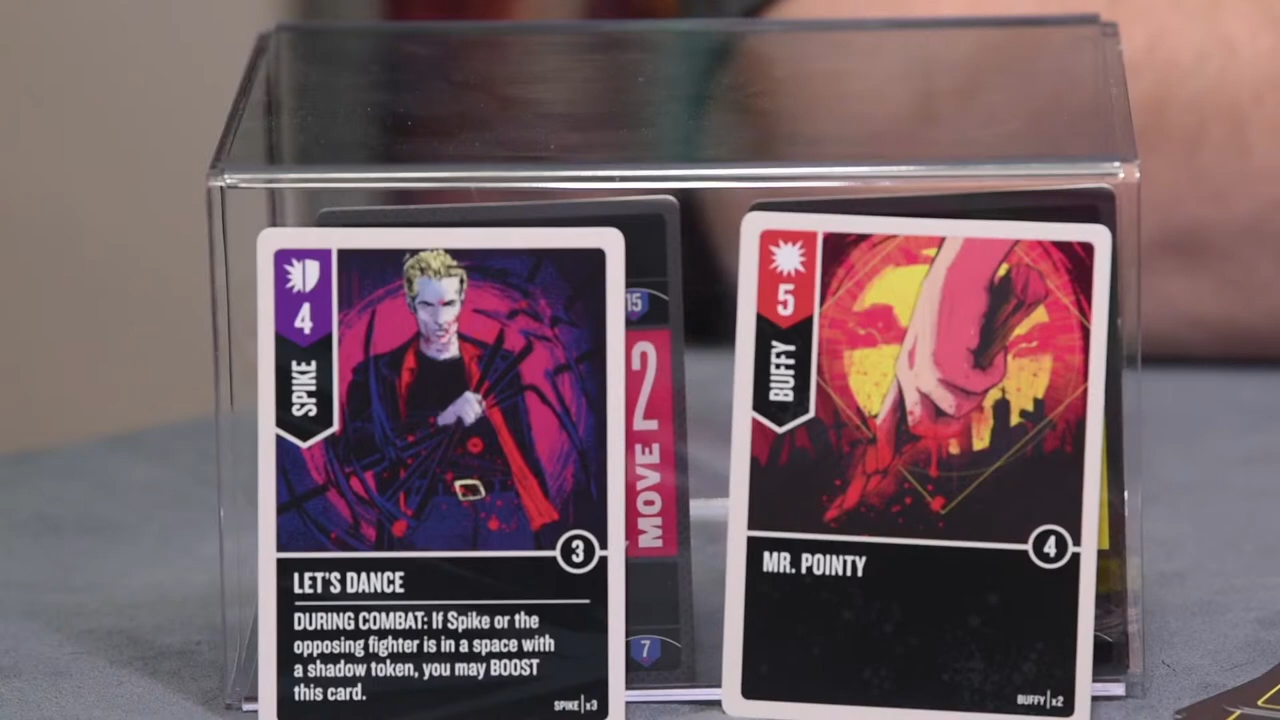 4
SPIKE
3
LET'S DANCE
DURING COMBAT: If Spike or the
opposing fighter is in a space with
a shadow token, you may BOOST
this card.
SPIKE|x3
15
MOVE 2
7
5
BUFFY
4
MR. POINTY
BUFFY|x2